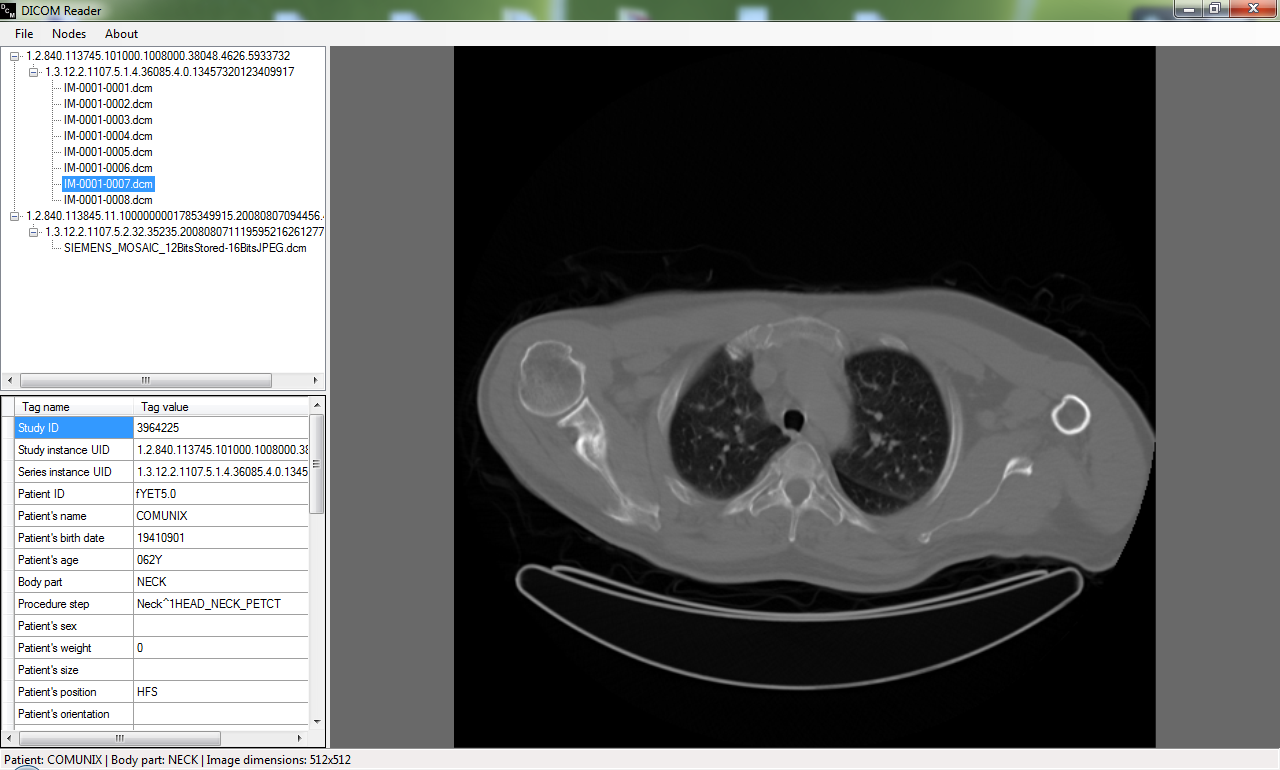 DCM DICOM Reader
File Nodes About
1.2.840.113745.101000.1008000.38048.4626.5933732
1.3.12.2.1107.5.1.4.36085.4.0.13457320123409917
IM-0001-0001.dcm
IM-0001-0002.dcm
IM-0001-0003.dcm
IM-0001-0004.dcm
IM-0001-0005.dcm
IM-0001-0006.dcm
IM-0001-0007.dcm
IM-0001-0008.dcm
1.2.840.113845.11.1000000001785349915.20080807094456.
1.3.12.2.1107.5.2.32.35235.200808071119595216261277
SIEMENS_MOSAIC_12BitsStored-16BitsJPEG.dcm
Tag name Tag value
Study ID 3964225
Study instance UID 1.2.840.113745.101000.1008000.38
Series instance UID 1.3.12.2.1107.5.1.4.36085.4.0.1345
Patient ID fYET5.0
Patient's name COMUNIX
Patient's birth date 19410901
Patient's age 062Y
Body part NECK
Procedure step Neck^1HEAD_NECK_PETCT
Patient's sex
Patient's weight 0
Patient's size
Patient's position HFS
Patient's orientation
Patient: COMUNIX | Body part: NECK | Image dimensions: 512x512